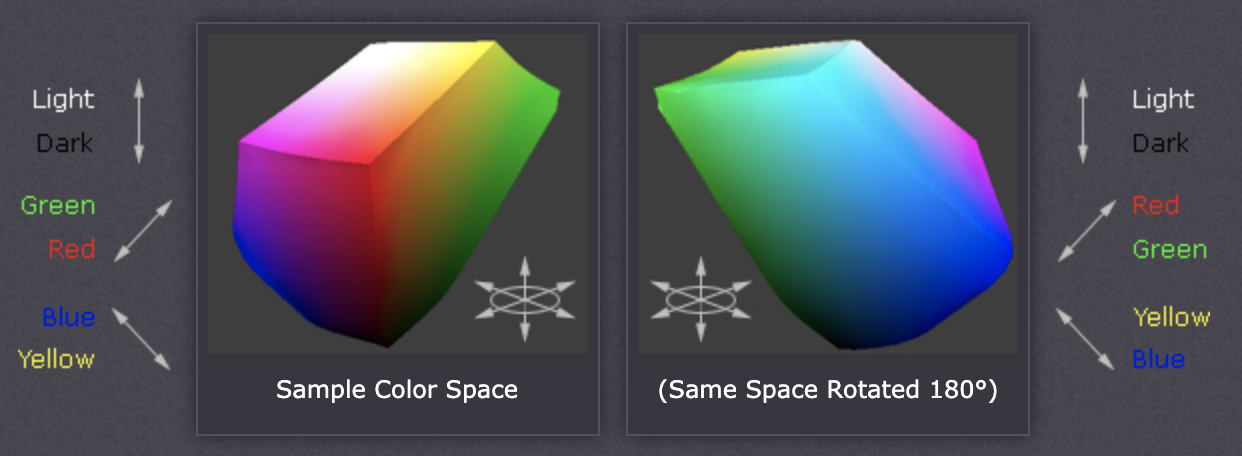 Light
Dark
Green
Red
Blue
Yellow
Sample Color Space
(Same Space Rotated 180°)
Light
Dark
Red
Green
Yellow
Blue